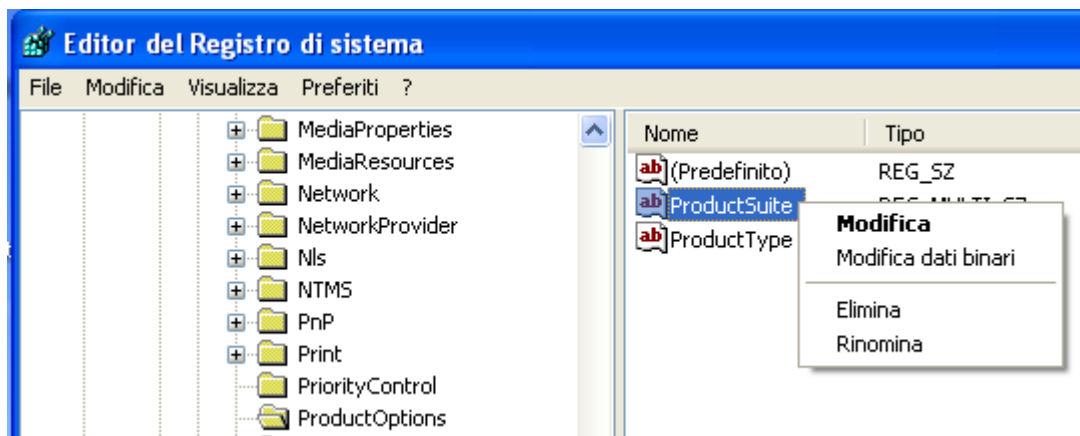 Editor del Registro di sistema
File Modifica Visualizza Preferiti ?
MediaProperties
MediaResources
Network
NetworkProvider
Nls
NTMS
PnP
Print
PriorityControl
ProductOptions
Nome Tipo
(Predefinito) REG_SZ
ProductSuite
ProductType
Modifica
Modifica dati binari
Elimina
Rinomina